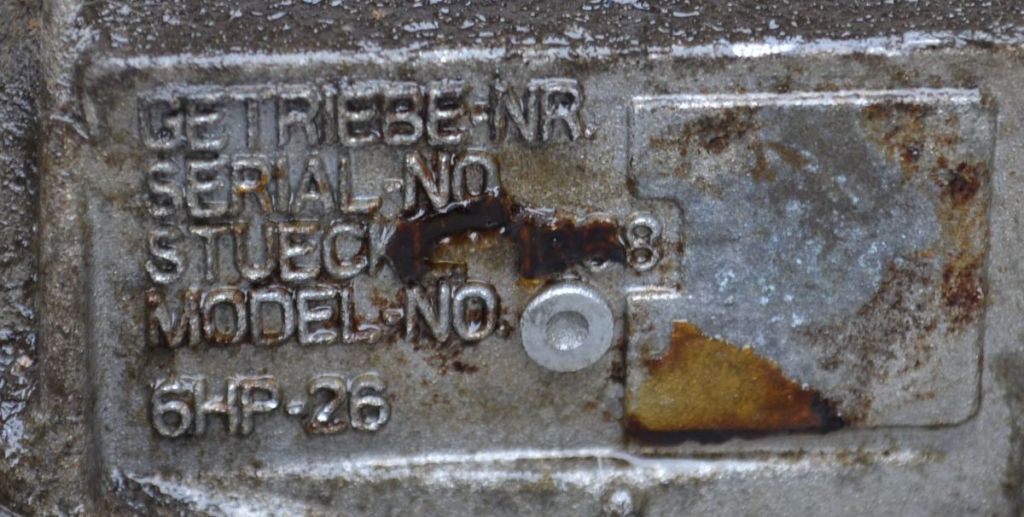 GETRIEBE-NR.
SERIAL-NO
STUECK
MODEL-NO.
6HP-26